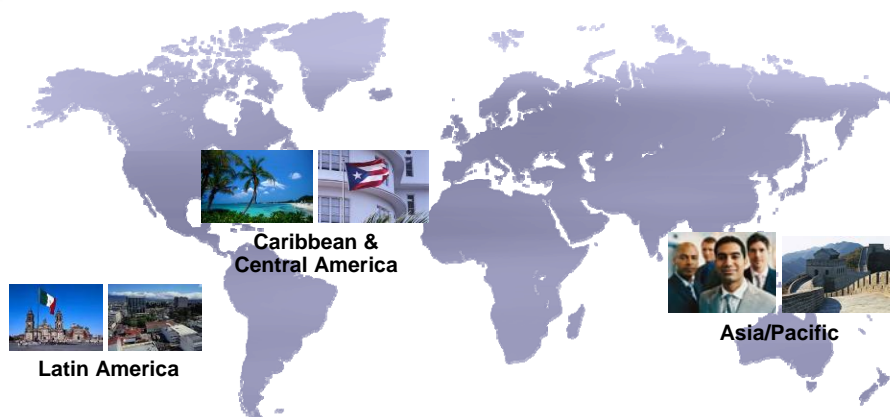 Caribbean &
Central America
Latin America
Asia/Pacific